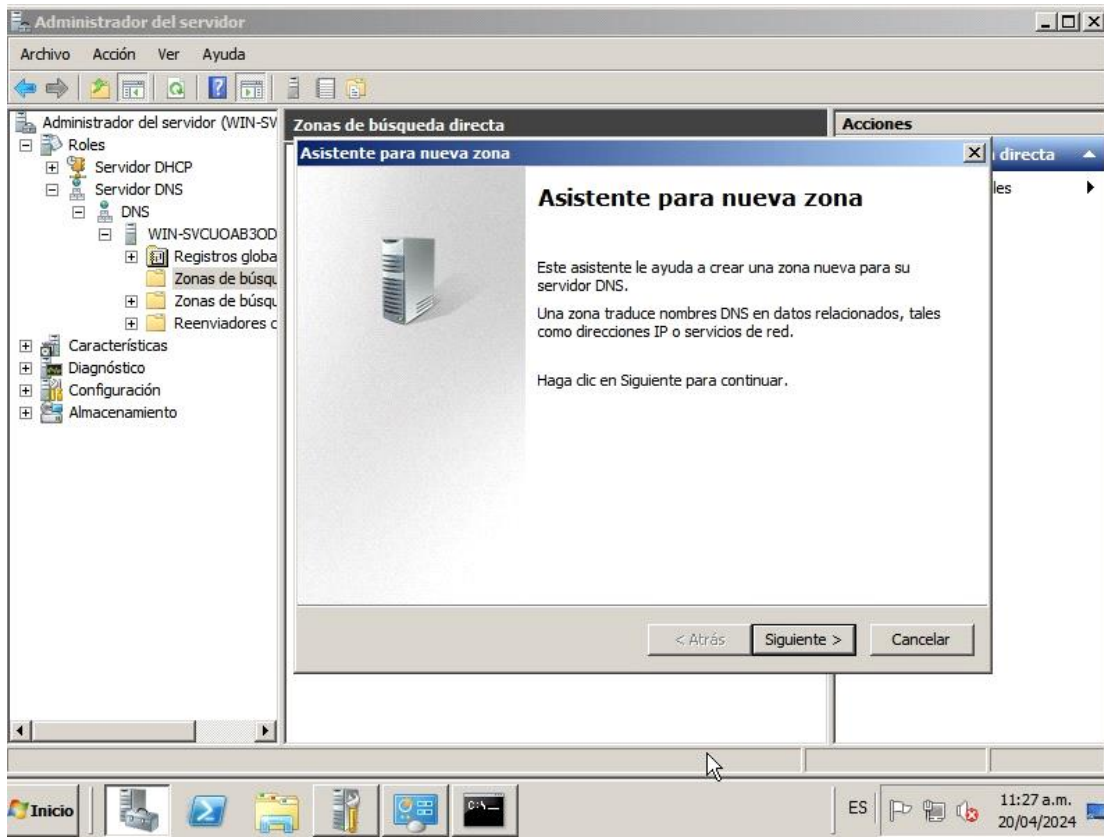 Administrador del servidor
Archivo Acción Ver Ayuda
Administrador del servidor (WIN-SV
Roles
Servidor DHCP
Servidor DNS
DNS
WIN-SVCUOAB3OD
Registros globa
Zonas de búsqu
Zonas de búsqu
Reenviadores c
Características
Diagnóstico
Configuración
Almacenamiento
Zonas de búsqueda directa
Asistente para nueva zona
Asistente para nueva zona
Este asistente le ayuda a crear una zona nueva para su
servidor DNS.
Una zona traduce nombres DNS en datos relacionados, tales
como direcciones IP o servicios de red.
Haga clic en Siguiente para continuar.
< Atrás Siguiente > Cancelar
Acciones
directa
les
Inicio
C:\
ES
11:27 a.m.
20/04/2024